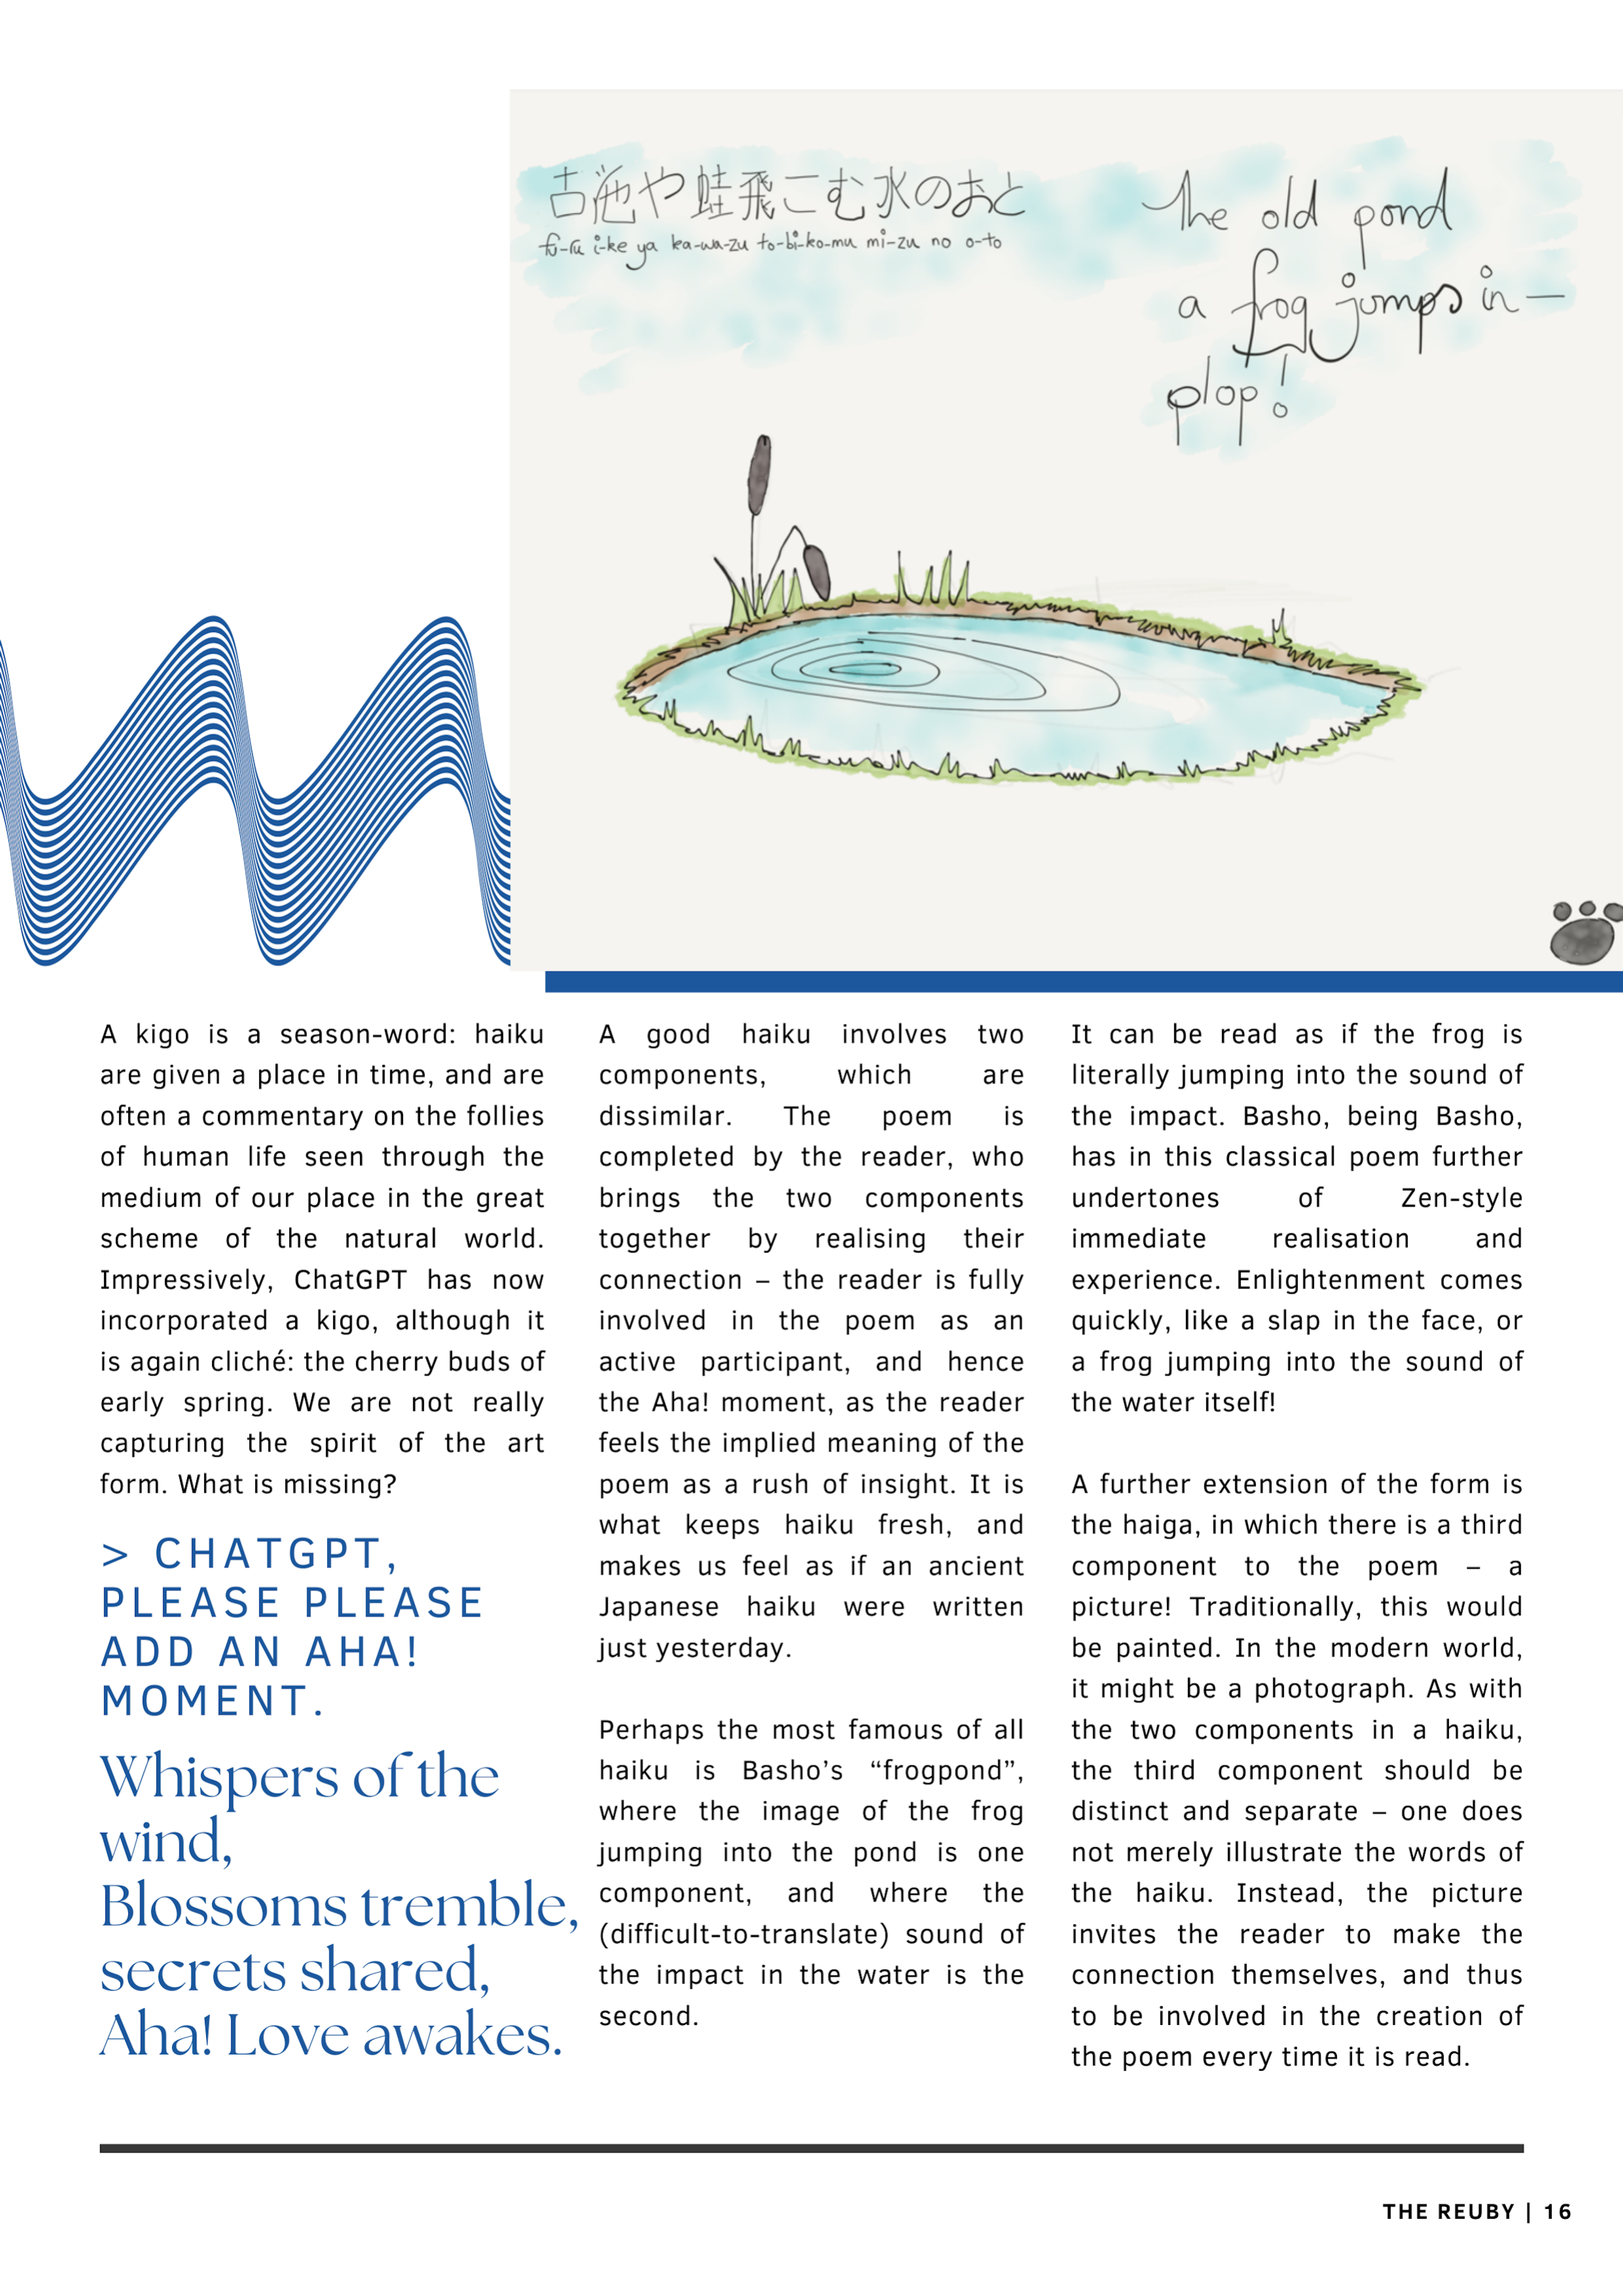 古池や蛙飛こむ水のおと
fu-ru i-ke ya ka-wa-zu to-bi-ko-mu mi-zu no o-to
The old pond
a frog jumps in—
plop!
A kigo is a season-word: haiku
are given a place in time, and are
often a commentary on the follies
of human life seen through the
medium of our place in the great
scheme of the natural world.
Impressively, ChatGPT has now
incorporated a kigo, although it
is again cliché: the cherry buds of
early spring. We are not really
capturing the spirit of the art
form. What is missing?
> CHATGPT,
PLEASE PLEASE
ADD AN AHA!
MOMENT.
Whispers of the
wind,
Blossoms tremble,
secrets shared,
Aha! Love awakes.
A good haiku involves two
components, which are
dissimilar. The poem is
completed by the reader, who
brings the two components
together by realising their
connection – the reader is fully
involved in the poem as an
active participant, and hence
the Aha! moment, as the reader
feels the implied meaning of the
poem as a rush of insight. It is
what keeps haiku fresh, and
makes us feel as if an ancient
Japanese haiku were written
just yesterday.
Perhaps the most famous of all
haiku is Basho’s “frogpond”,
where the image of the frog
jumping into the pond is one
component, and where the
(difficult-to-translate) sound of
the impact in the water is the
second.
It can be read as if the frog is
literally jumping into the sound of
the impact. Basho, being Basho,
has in this classical poem further
undertones of Zen-style
immediate realisation and
experience. Enlightenment comes
quickly, like a slap in the face, or
a frog jumping into the sound of
the water itself!
A further extension of the form is
the haiga, in which there is a third
component to the poem – a
picture! Traditionally, this would
be painted. In the modern world,
it might be a photograph. As with
the two components in a haiku,
the third component should be
distinct and separate – one does
not merely illustrate the words of
the haiku. Instead, the picture
invites the reader to make the
connection themselves, and thus
to be involved in the creation of
the poem every time it is read.
THE REUBY | 16